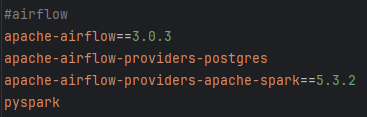 #airflow
apache-airflow==3.0.3
apache-airflow-providers-postgres
apache-airflow-providers-apache-spark==5.3.2
pyspark